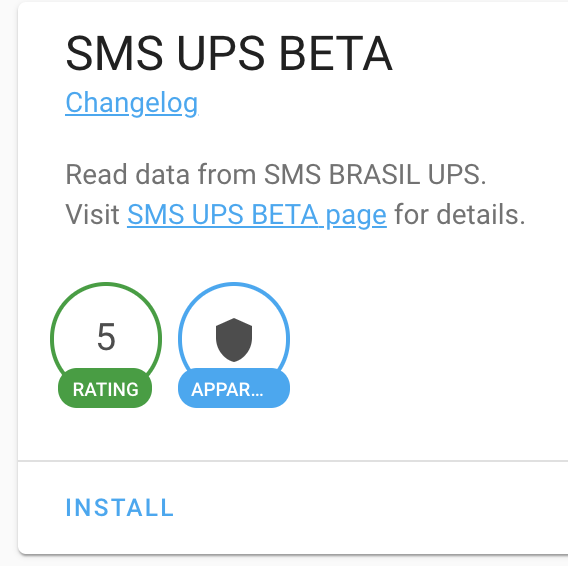 SMS UPS BETA
Changelog
Read data from SMS BRASIL UPS.
Visit SMS UPS BETA page for details.
5
RATING
APPAR...
INSTALL